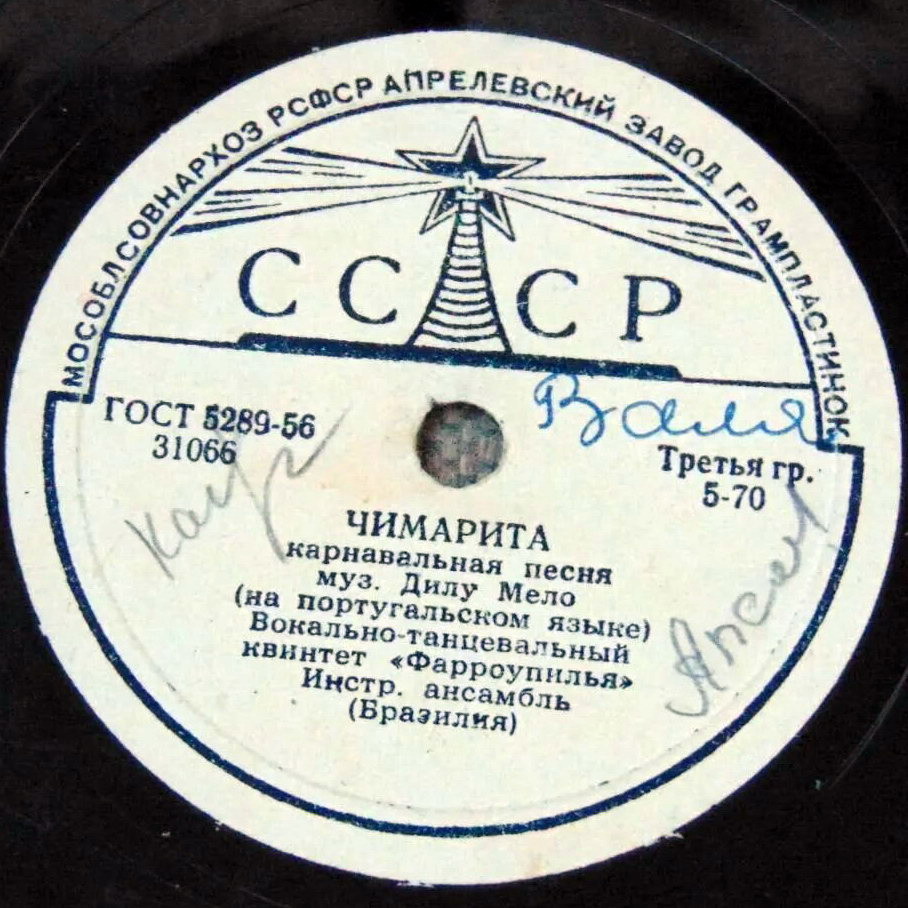 МОСОБЛСОВНАРХОЗ РСФСР АПРЕЛЕВСКИЙ ЗАВОД ГРАМПЛАСТИНОК
СССР
Валя
ГОСТ 5289-56
31066
Третья гр.
5-70
ЧИМАРИТА
карнавальная песня
муз. Дилу Мело
(на португальском языке)
Вокально-танцевальный
квинтет «Фарроупилья»
Инстр. ансамбль
(Бразилия)